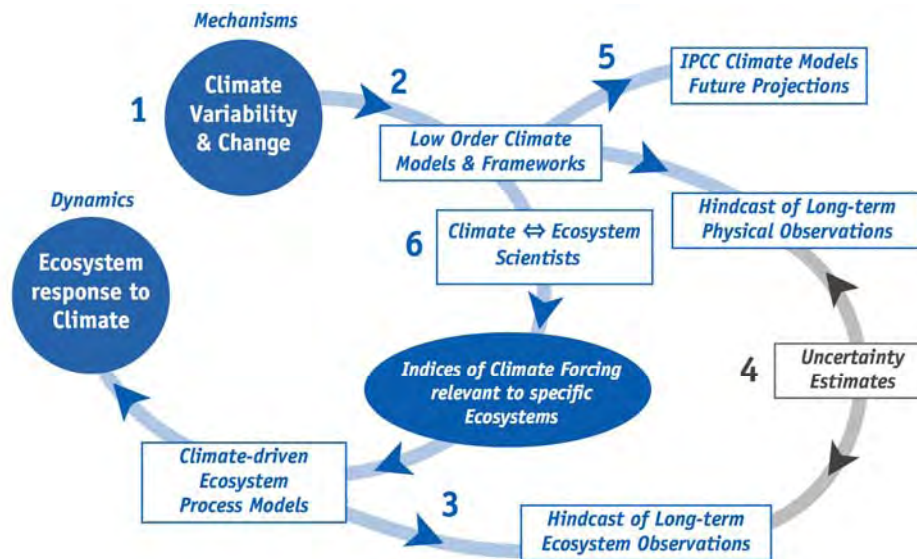 Mechanisms
1
Climate
Variability
& Change
2
5
IPCC Climate Models
Future Projections
Low Order Climate
Models & Frameworks
Dynamics
Ecosystem
response to
Climate
6
Climate ⇔ Ecosystem
Scientists
Hindcast of Long-term
Physical Observations
Indices of Climate Forcing
relevant to specific
Ecosystems
4
Uncertainty
Estimates
Climate-driven
Ecosystem
Process Models
3
Hindcast of Long-term
Ecosystem Observations